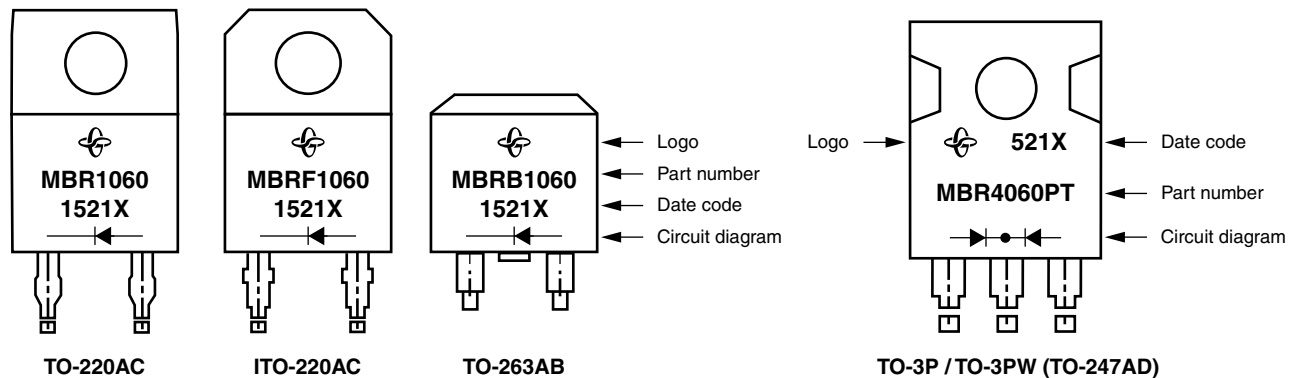 MBR1060
1521X
TO-220AC
MBRF1060
1521X
ITO-220AC
MBRB1060
1521X
Logo
Part number
Date code
Circuit diagram
TO-263AB
Logo
521X
MBR4060PT
Date code
Part number
Circuit diagram
TO-3P / TO-3PW (TO-247AD)